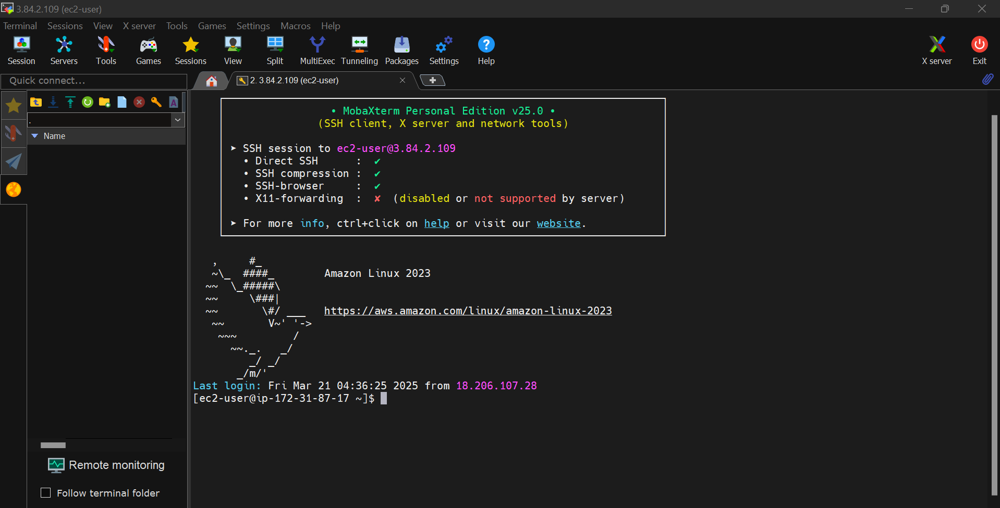 3.84.2.109 (ec2-user)
Terminal Sessions View X server Tools Games Settings Macros Help
Session Servers Tools Games Sessions View Split MultiExec Tunneling Packages Settings Help X server Exit
Quick connect...
2. 3.84.2.109 (ec2-user)
.
Name
• MobaXterm Personal Edition v25.0 •
(SSH client, X server and network tools)
➤ SSH session to ec2-user@3.84.2.109
• Direct SSH : ✔
• SSH compression : ✔
• SSH-browser : ✔
• X11-forwarding : ✘ (disabled or not supported by server)
➤ For more info, ctrl+click on help or visit our website.
   ,     #_
   ~\_  ####_        Amazon Linux 2023
  ~~  \_#####\
  ~~     \###|
  ~~       \#/ ___   https://aws.amazon.com/linux/amazon-linux-2023
   ~~       V~' '->
    ~~~         /
      ~~._.   _/
         _/ _/
       _/m/'
Last login: Fri Mar 21 04:36:25 2025 from 18.206.107.28
[ec2-user@ip-172-31-87-17 ~]$
Remote monitoring
Follow terminal folder